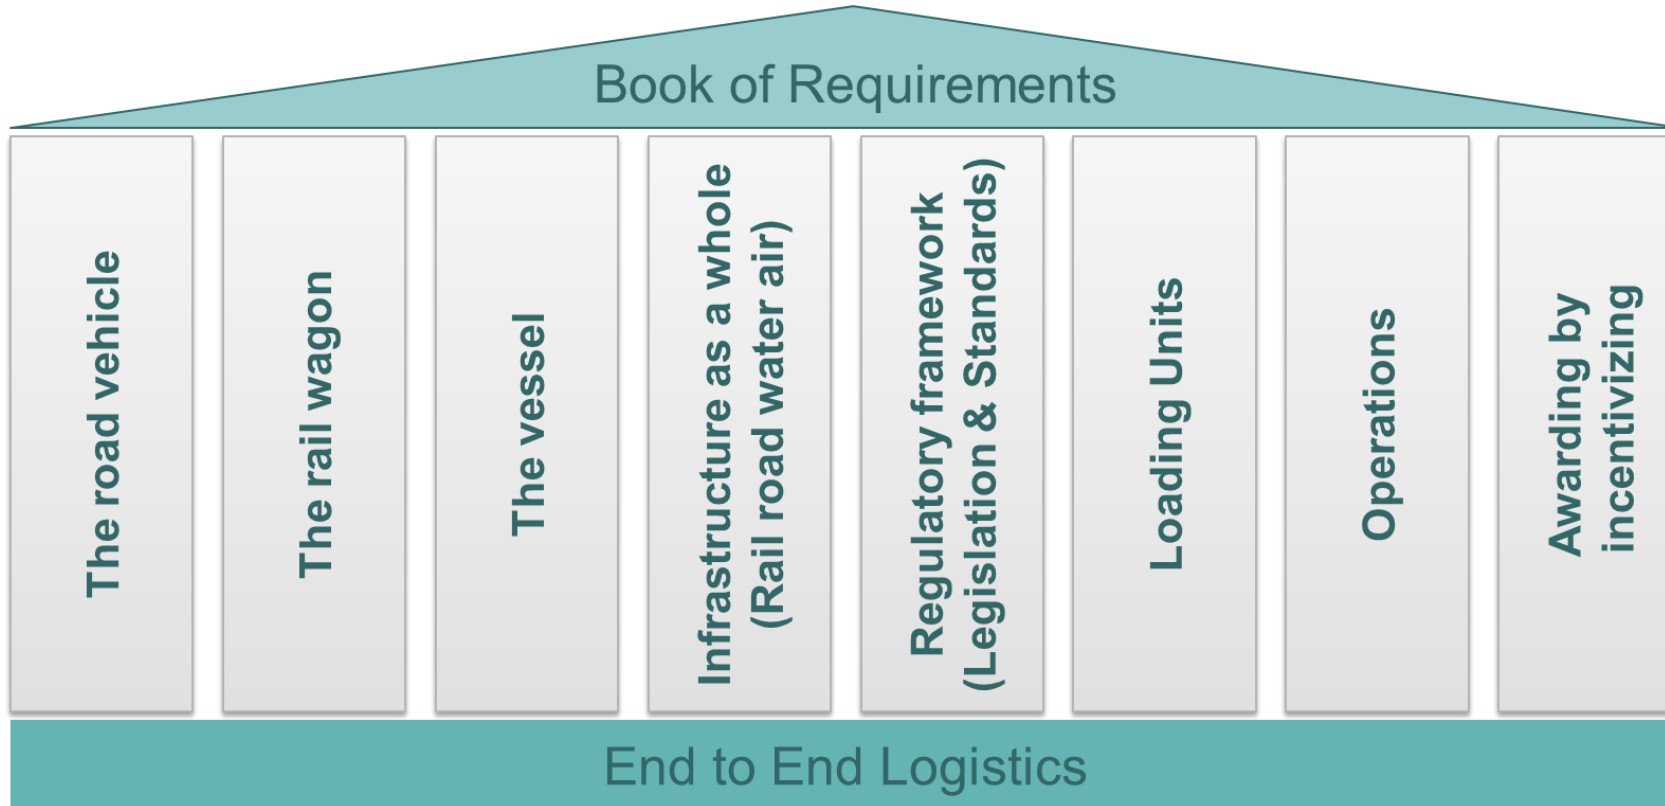 Book of Requirements
The road vehicle
The rail wagon
The vessel
Infrastructure as a whole
(Rail road water air)
Regulatory framework
(Legislation & Standards)
Loading Units
Operations
Awarding by
incentivizing
End to End Logistics